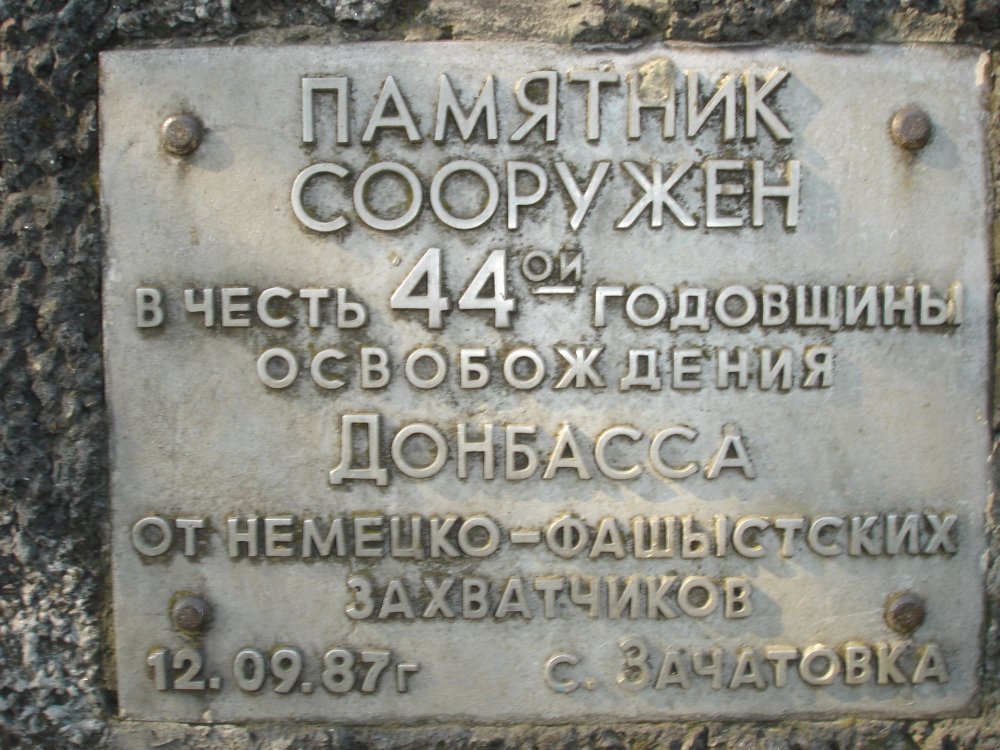 ПАМЯТНИК
СООРУЖЕН
В ЧЕСТЬ 44ой ГОДОВЩИНЫ
ОСВОБОЖДЕНИЯ
ДОНБАССА
ОТ НЕМЕЦКО-ФАШЫСТСКИХ
ЗАХВАТЧИКОВ
12.09.87г с. ЗАЧАТОВКА